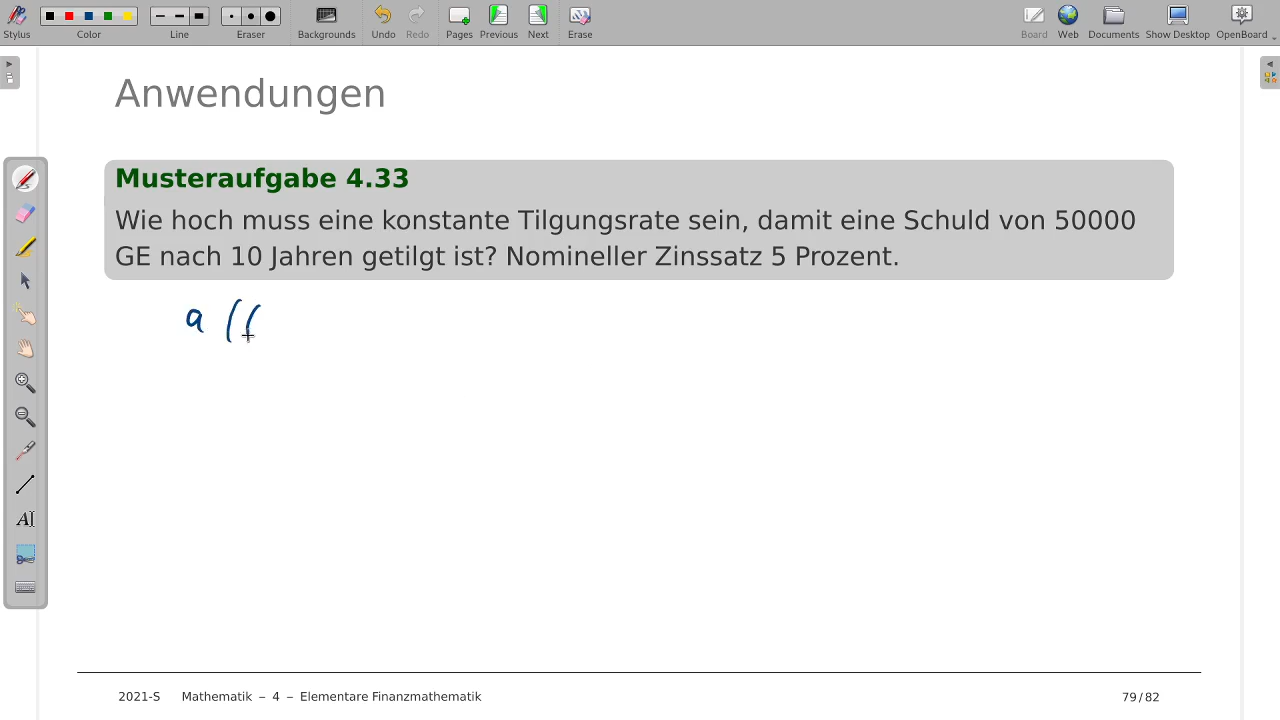 Stylus
Color
Line
Eraser
Backgrounds
Undo
Redo
Pages
Previous
Next
Erase
Board
Web
Documents
Show Desktop
OpenBoard
Anwendungen
Musteraufgabe 4.33
Wie hoch muss eine konstante Tilgungsrate sein, damit eine Schuld von 50000
GE nach 10 Jahren getilgt ist? Nomineller Zinssatz 5 Prozent.
a ((
AI
2021-S Mathematik – 4 – Elementare Finanzmathematik
79/82